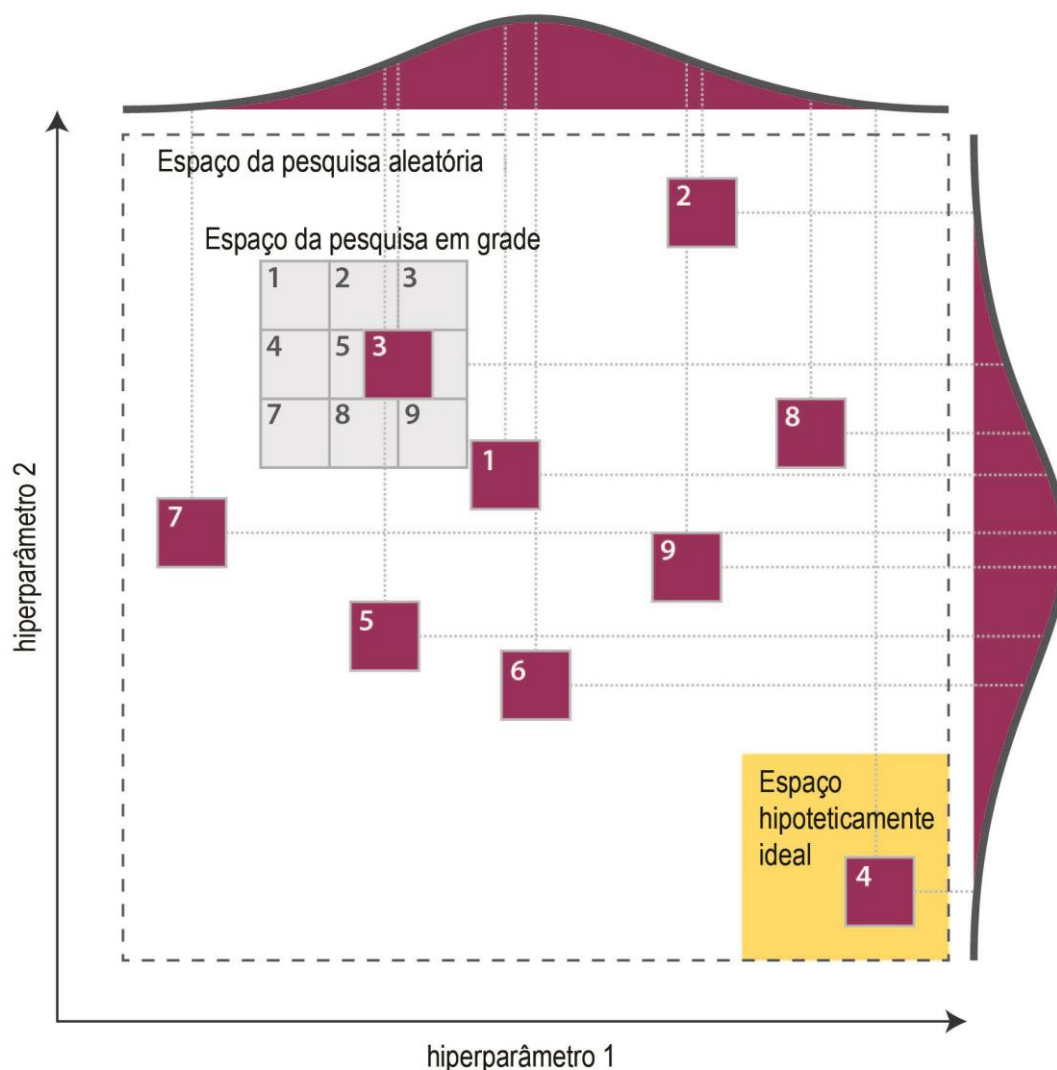 Espaço da pesquisa aleatória
2
Espaço da pesquisa em grade
1 2 3
4 5 3
7 8 9
8
1
7
9
5
6
Espaço
hipoteticamente
ideal
4
hiperparâmetro 2
hiperparâmetro 1